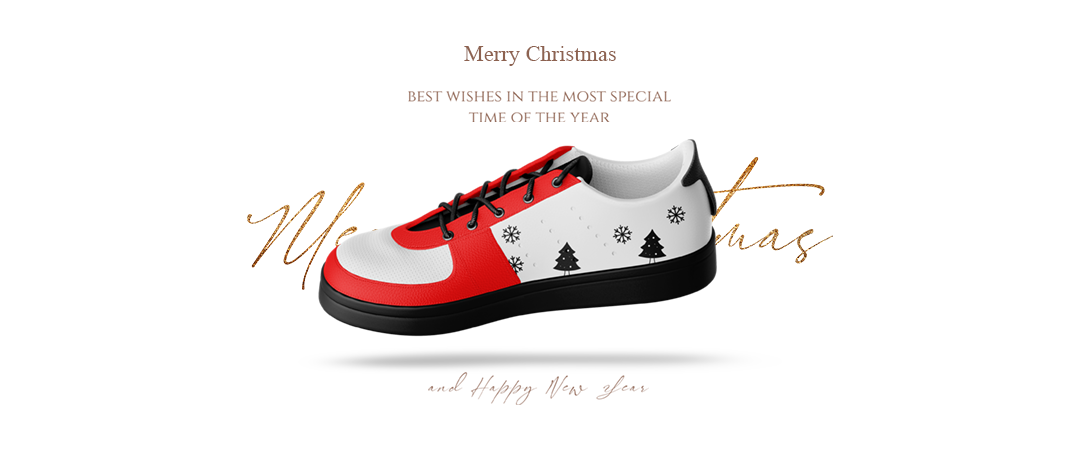 Merry Christmas
BEST WISHES IN THE MOST SPECIAL
TIME OF THE YEAR
and Happy New Year